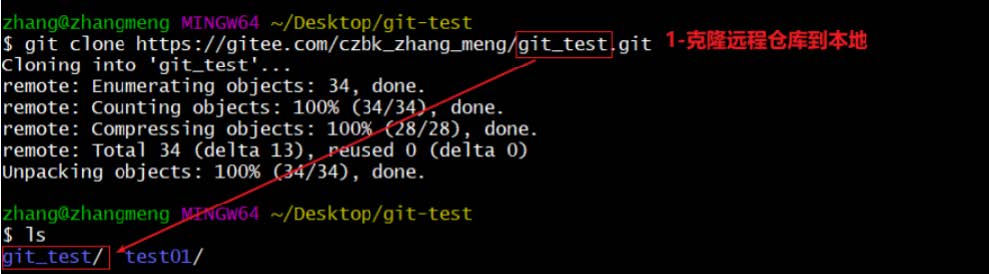 zhang@zhangmeng MINGW64 ~/Desktop/git-test
$ git clone https://gitee.com/czbk_zhang_meng/git_test.git 1-克隆远程仓库到本地
Cloning into 'git_test'...
remote: Enumerating objects: 34, done.
remote: Counting objects: 100% (34/34), done.
remote: Compressing objects: 100% (28/28), done.
remote: Total 34 (delta 13), reused 0 (delta 0)
Unpacking objects: 100% (34/34), done.
zhang@zhangmeng MINGW64 ~/Desktop/git-test
$ ls
git_test/ test01/